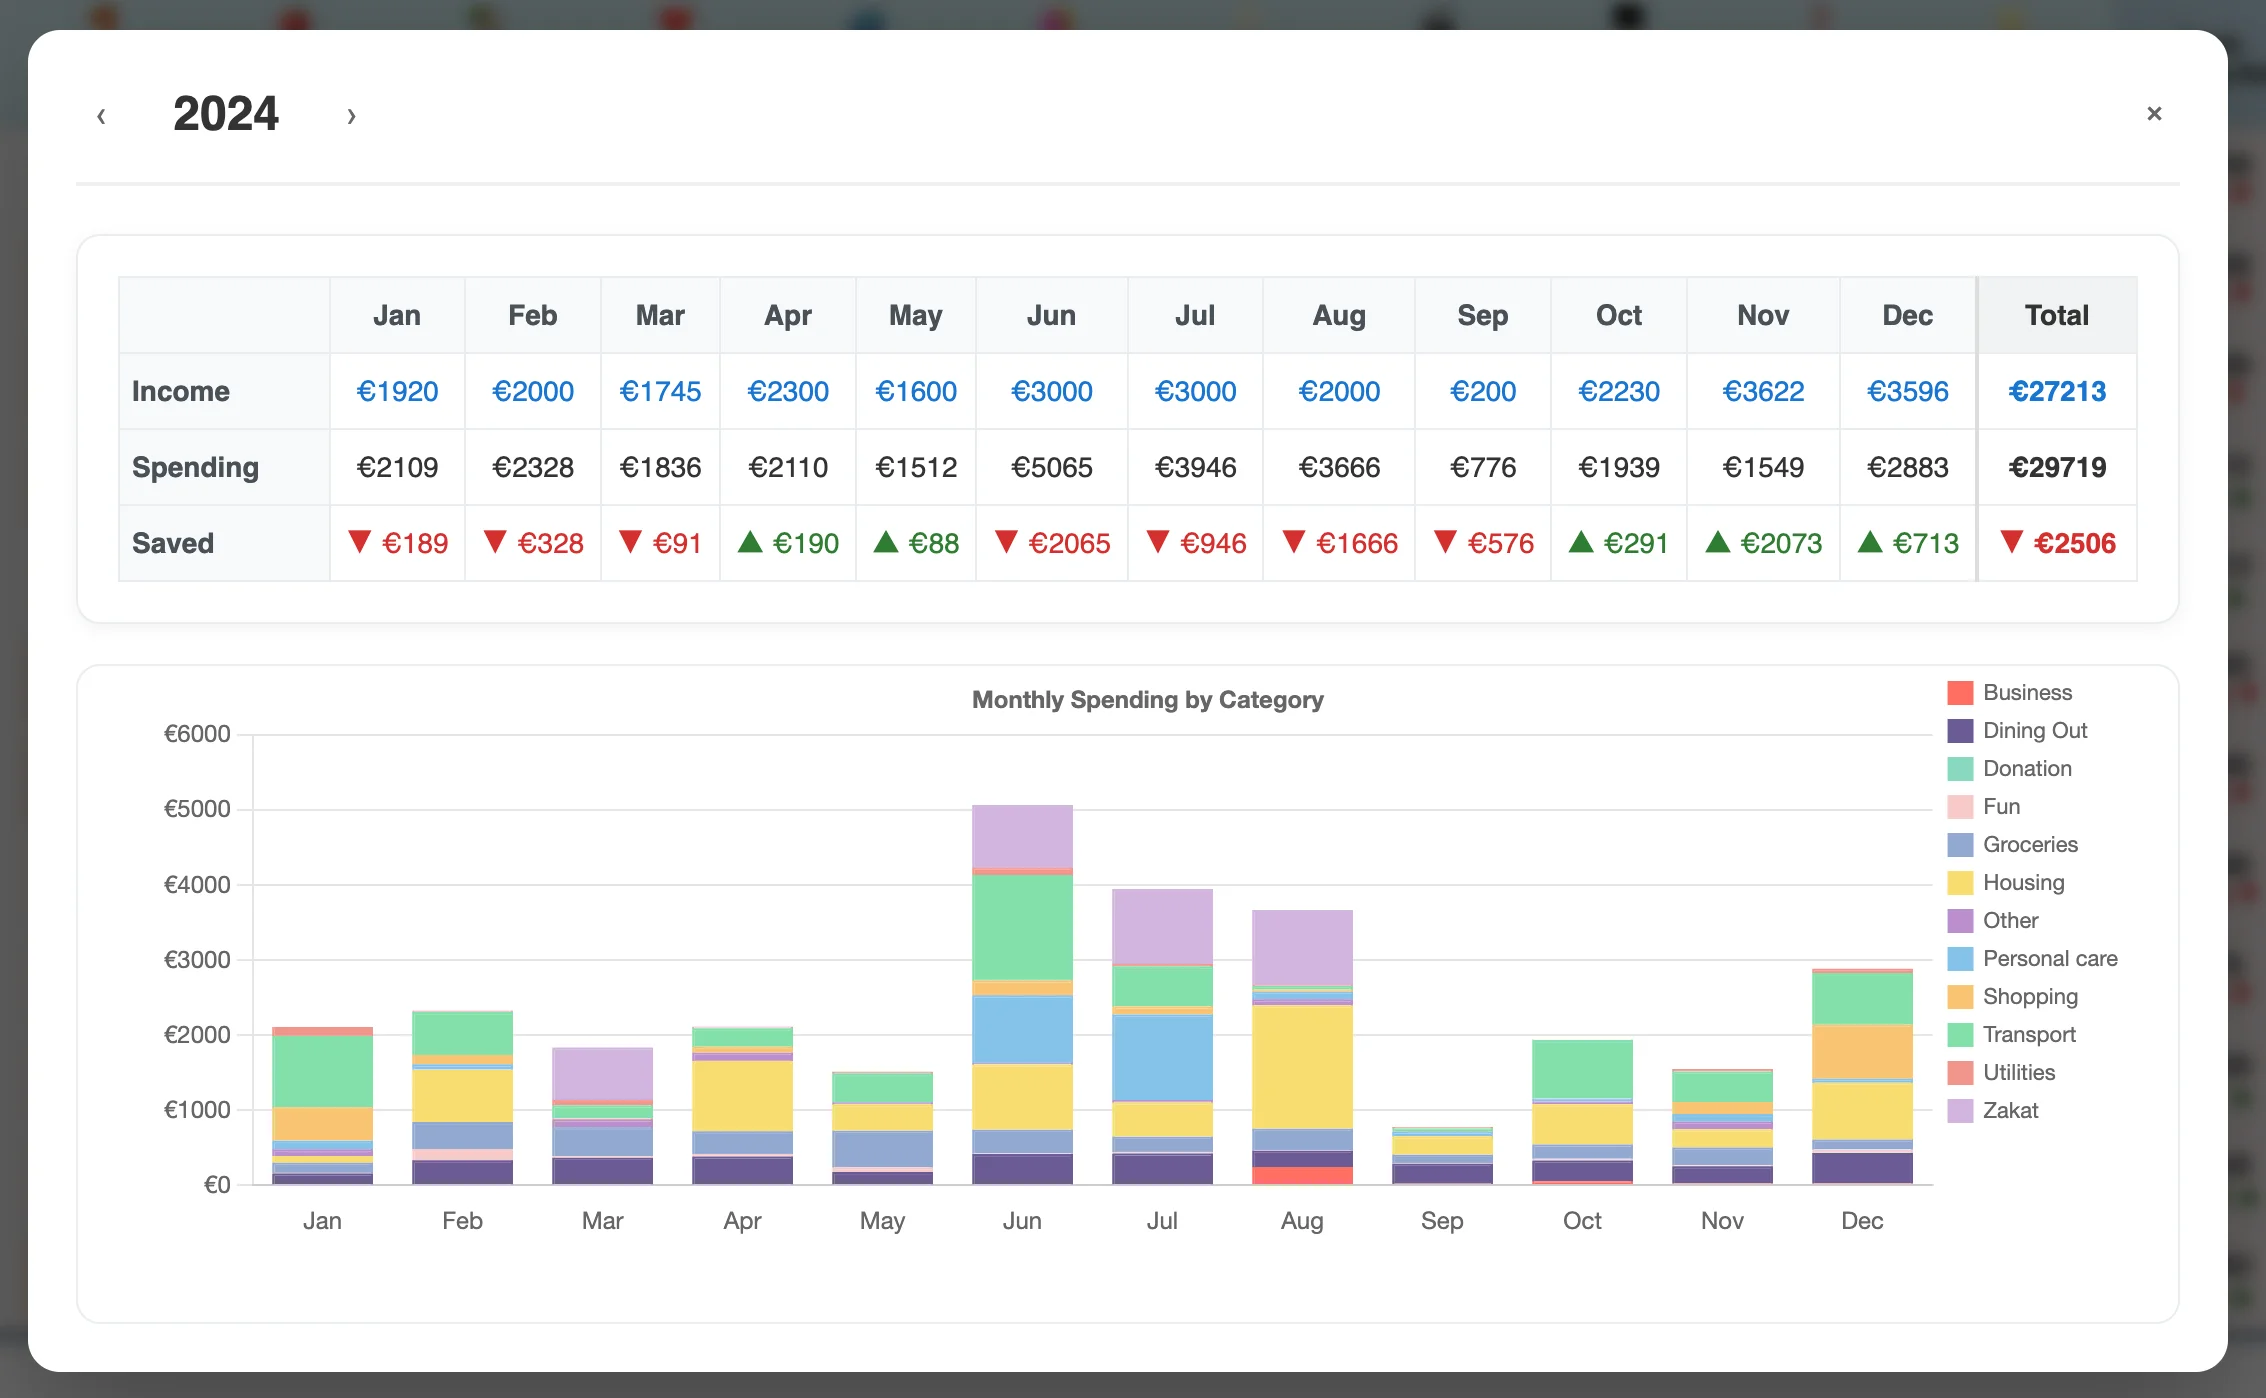 ‹ 2024 › ×
Jan Feb Mar Apr May Jun Jul Aug Sep Oct Nov Dec Total
Income €1920 €2000 €1745 €2300 €1600 €3000 €3000 €2000 €200 €2230 €3622 €3596 €27213
Spending €2109 €2328 €1836 €2110 €1512 €5065 €3946 €3666 €776 €1939 €1549 €2883 €29719
Saved ▼ €189 ▼ €328 ▼ €91 ▲ €190 ▲ €88 ▼ €2065 ▼ €946 ▼ €1666 ▼ €576 ▲ €291 ▲ €2073 ▲ €713 ▼ €2506
Monthly Spending by Category
€6000
€5000
€4000
€3000
€2000
€1000
€0
Jan Feb Mar Apr May Jun Jul Aug Sep Oct Nov Dec
Business
Dining Out
Donation
Fun
Groceries
Housing
Other
Personal care
Shopping
Transport
Utilities
Zakat